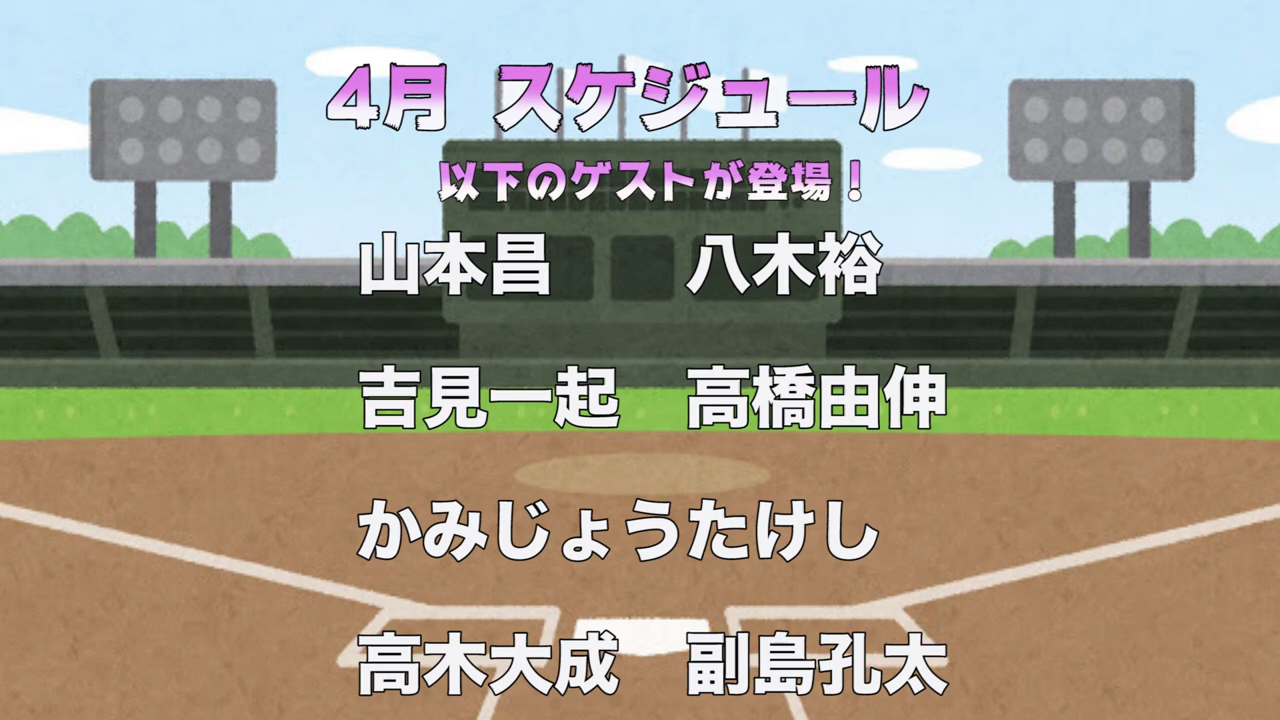 4月 スケジュール
以下のゲストが登場！
山本昌　八木裕
吉見一起　高橋由伸
かみじょうたけし
高木大成　副島孔太